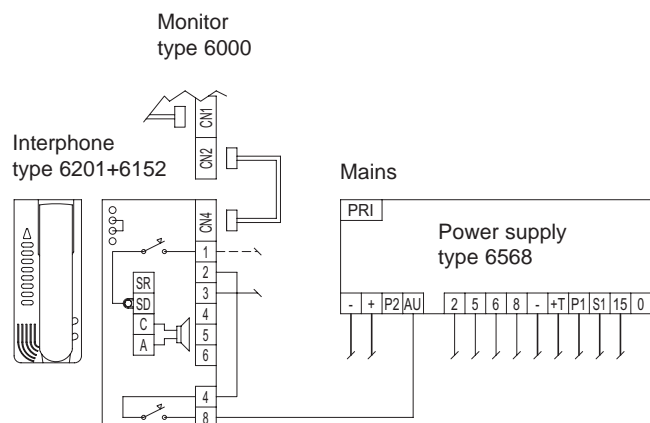 Monitor
type 6000
CN1
CN2
Interphone
type 6201+6152
Mains
CN4
PRI
Power supply
type 6568
1
2
3
4
5
6
SR
SD
C
A
- + P2 AU 2 5 6 8 - +T P1 S1 15 0
4
8